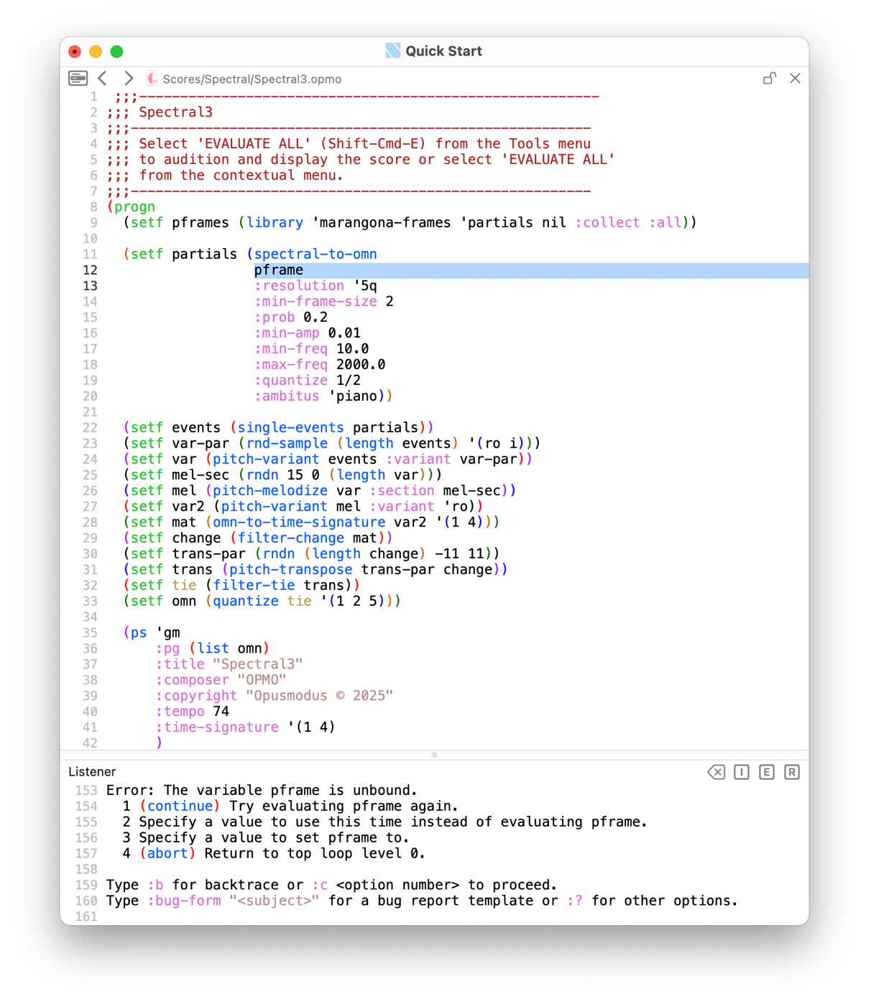 Quick Start
Scores/Spectral/Spectral3.opmo
1 ;;;--------------------------------------------------------
2 ;;; Spectral3
3 ;;;--------------------------------------------------------
4 ;;; Select 'EVALUATE ALL' (Shift-Cmd-E) from the Tools menu
5 ;;; to audition and display the score or select 'EVALUATE ALL'
6 ;;; from the contextual menu.
7 ;;;--------------------------------------------------------
8 (progn
9   (setf pframes (library 'marangona-frames 'partials nil :collect :all))
10
11   (setf partials (spectral-to-omn
12                   pframe
13                   :resolution '5q
14                   :min-frame-size 2
15                   :prob 0.2
16                   :min-amp 0.01
17                   :min-freq 10.0
18                   :max-freq 2000.0
19                   :quantize 1/2
20                   :ambitus 'piano))
21
22   (setf events (single-events partials))
23   (setf var-par (rnd-sample (length events) '(ro i)))
24   (setf var (pitch-variant events :variant var-par))
25   (setf mel-sec (rndn 15 0 (length var)))
26   (setf mel (pitch-melodize var :section mel-sec))
27   (setf var2 (pitch-variant mel :variant 'ro))
28   (setf mat (omn-to-time-signature var2 '(1 4)))
29   (setf change (filter-change mat))
30   (setf trans-par (rndn (length change) -11 11))
31   (setf trans (pitch-transpose trans-par change))
32   (setf tie (filter-tie trans))
33   (setf omn (quantize tie '(1 2 5)))
34
35   (ps 'gm
36       :pg (list omn)
37       :title "Spectral3"
38       :composer "OPMO"
39       :copyright "Opusmodus © 2025"
40       :tempo 74
41       :time-signature '(1 4)
42       )
Listener
I E R
153 Error: The variable pframe is unbound.
154   1 (continue) Try evaluating pframe again.
155   2 Specify a value to use this time instead of evaluating pframe.
156   3 Specify a value to set pframe to.
157   4 (abort) Return to top loop level 0.
158
159 Type :b for backtrace or :c <option number> to proceed.
160 Type :bug-form "<subject>" for a bug report template or :? for other options.
161